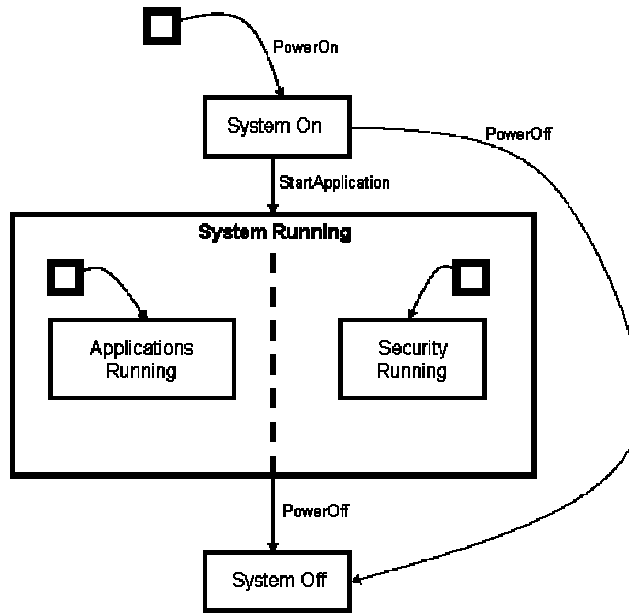 PowerOn
System On
PowerOff
StartApplication
System Running
Applications
Running
Security
Running
PowerOff
System Off